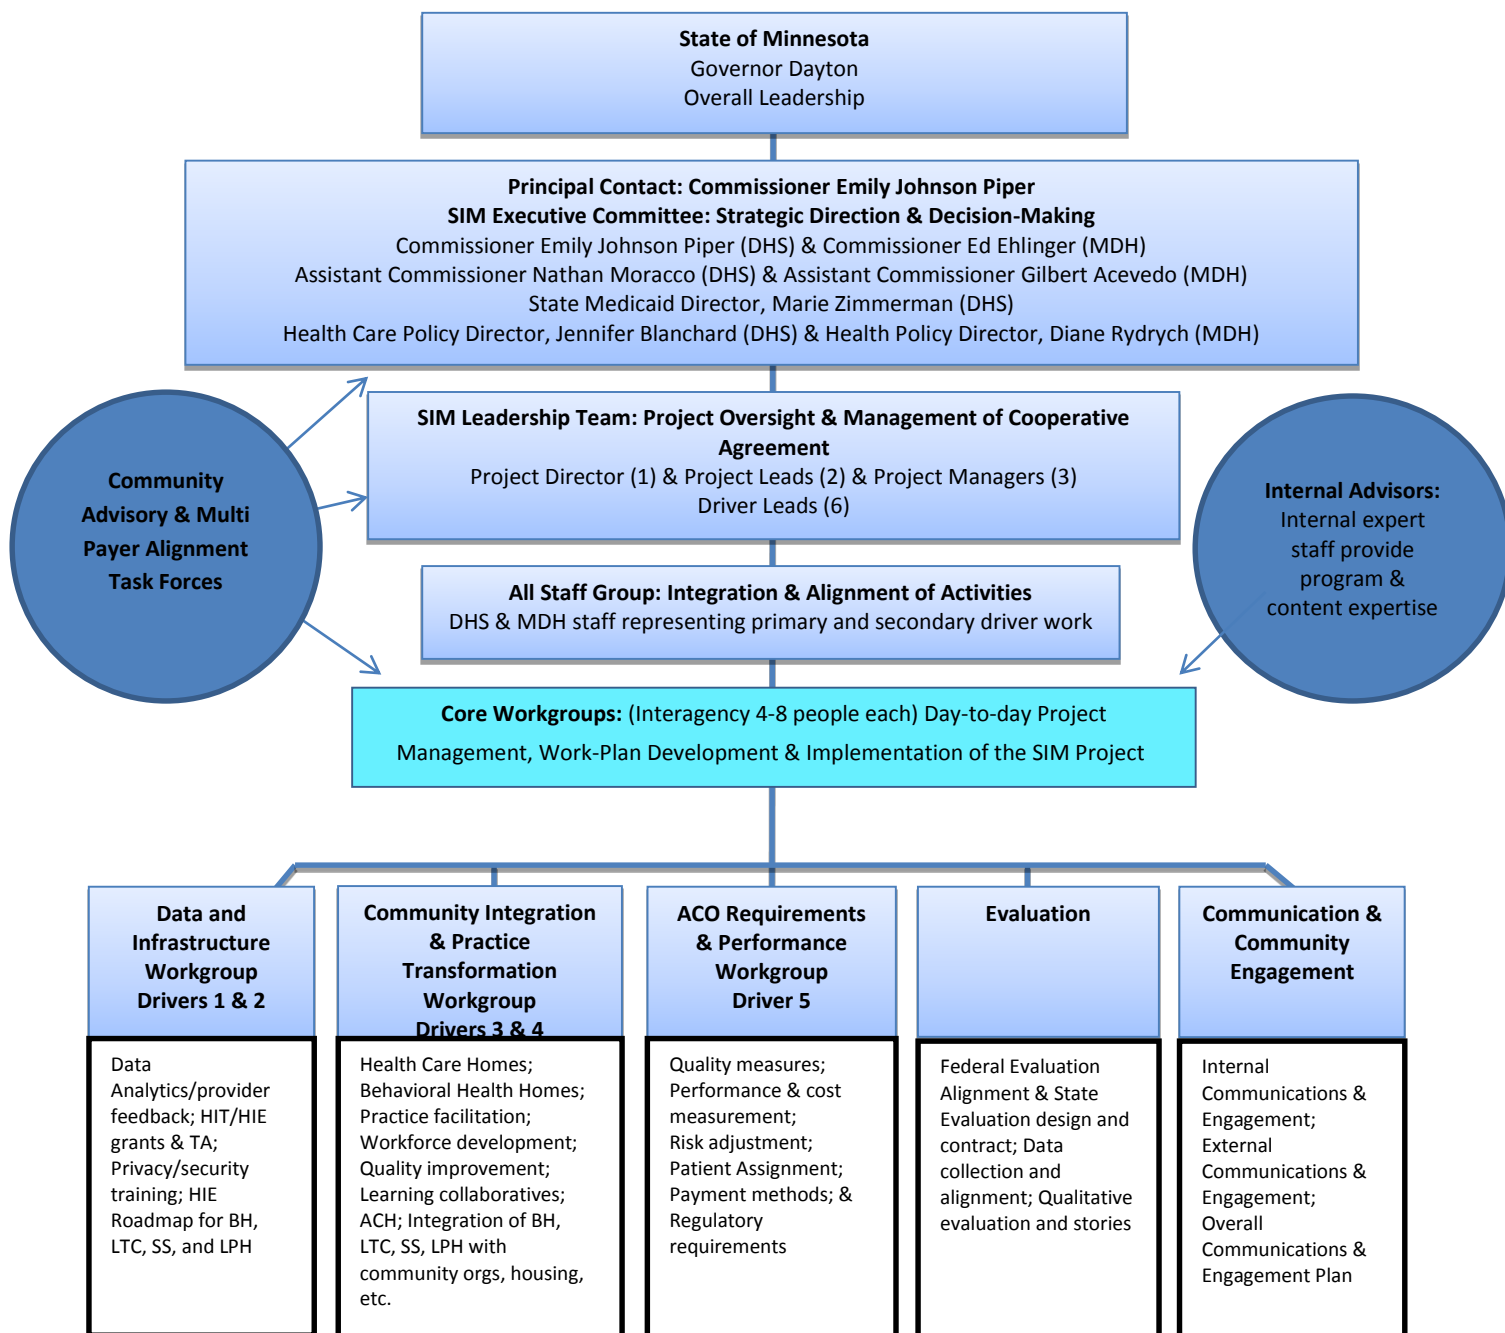 State of Minnesota
Governor Dayton
Overall Leadership
Principal Contact: Commissioner Emily Johnson Piper
SIM Executive Committee: Strategic Direction & Decision-Making
Commissioner Emily Johnson Piper (DHS) & Commissioner Ed Ehlinger (MDH)
Assistant Commissioner Nathan Moracco (DHS) & Assistant Commissioner Gilbert Acevedo (MDH)
State Medicaid Director, Marie Zimmerman (DHS)
Health Care Policy Director, Jennifer Blanchard (DHS) & Health Policy Director, Diane Rydrych (MDH)
Community
Advisory & Multi
Payer Alignment
Task Forces
SIM Leadership Team: Project Oversight & Management of Cooperative
Agreement
Project Director (1) & Project Leads (2) & Project Managers (3)
Driver Leads (6)
Internal Advisors:
Internal expert
staff provide
program &
content expertise
All Staff Group: Integration & Alignment of Activities
DHS & MDH staff representing primary and secondary driver work
Core Workgroups: (Interagency 4-8 people each) Day-to-day Project
Management, Work-Plan Development & Implementation of the SIM Project
Data and
Infrastructure
Workgroup
Drivers 1 & 2
Data
Analytics/provider
feedback; HIT/HIE
grants & TA;
Privacy/security
training; HIE
Roadmap for BH,
LTC, SS, and LPH
Community Integration
& Practice
Transformation
Workgroup
Drivers 3 & 4
Health Care Homes;
Behavioral Health Homes;
Practice facilitation;
Workforce development;
Quality improvement;
Learning collaboratives;
ACH; Integration of BH,
LTC, SS, LPH with
community orgs, housing,
etc.
ACO Requirements
& Performance
Workgroup
Driver 5
Quality measures;
Performance & cost
measurement;
Risk adjustment;
Patient Assignment;
Payment methods; &
Regulatory
requirements
Evaluation
Federal Evaluation
Alignment & State
Evaluation design and
contract; Data
collection and
alignment; Qualitative
evaluation and stories
Communication &
Community
Engagement
Internal
Communications &
Engagement;
External
Communications &
Engagement;
Overall
Communications &
Engagement Plan